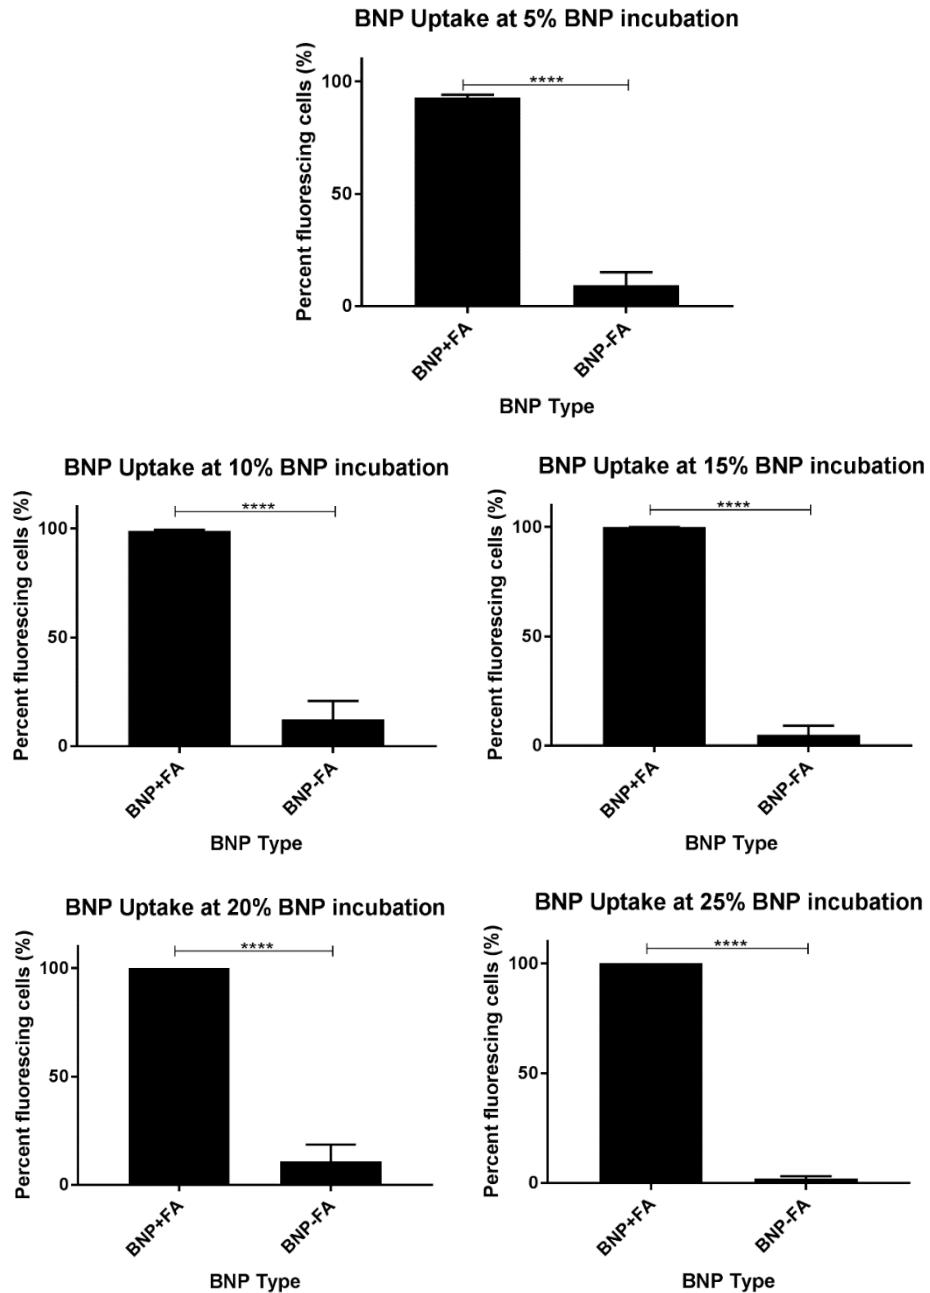 BNP Uptake at 5% BNP incubation
Percent fluorescing cells (%)
100
50
0
****
BNP+FA
BNP-FA
BNP Type
BNP Uptake at 10% BNP incubation
Percent fluorescing cells (%)
100
50
0
****
BNP+FA
BNP-FA
BNP Type
BNP Uptake at 15% BNP incubation
Percent fluorescing cells (%)
100
50
0
****
BNP+FA
BNP-FA
BNP Type
BNP Uptake at 20% BNP incubation
Percent fluorescing cells (%)
100
50
0
****
BNP+FA
BNP-FA
BNP Type
BNP Uptake at 25% BNP incubation
Percent fluorescing cells (%)
100
50
0
****
BNP+FA
BNP-FA
BNP Type